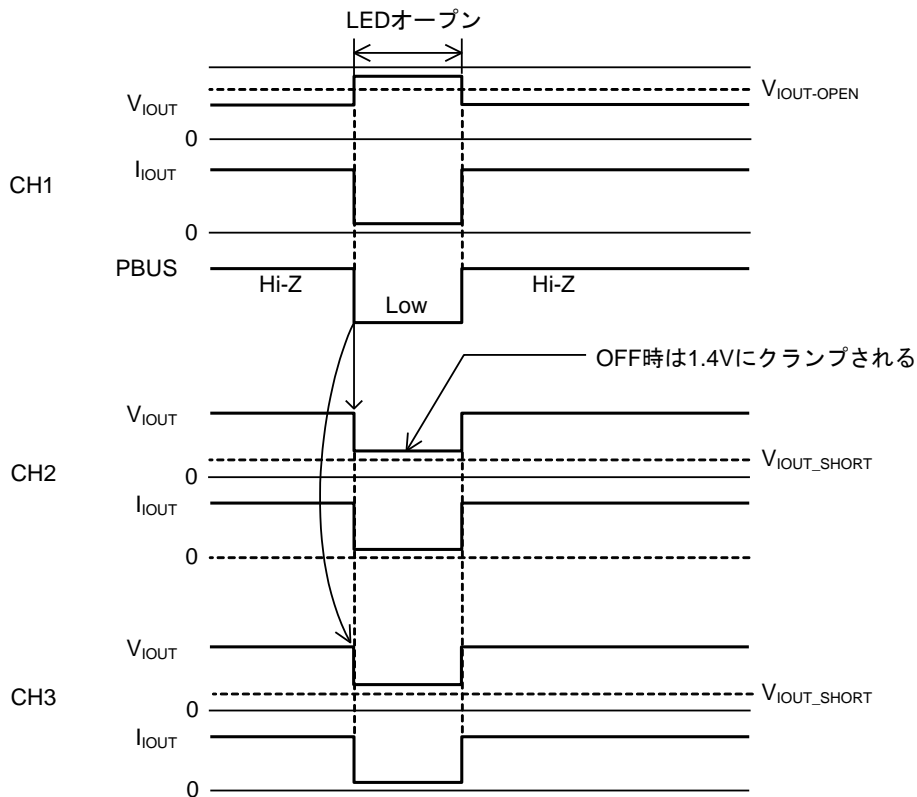 LEDオープン
VIOUT-OPEN
VIOUT
0
CH1
IIOUT
0
PBUS
Hi-Z
Low
Hi-Z
OFF時は1.4Vにクランプされる
VIOUT
VIOUT_SHORT
CH2
0
IIOUT
0
VIOUT
CH3
VIOUT_SHORT
0
IIOUT
0